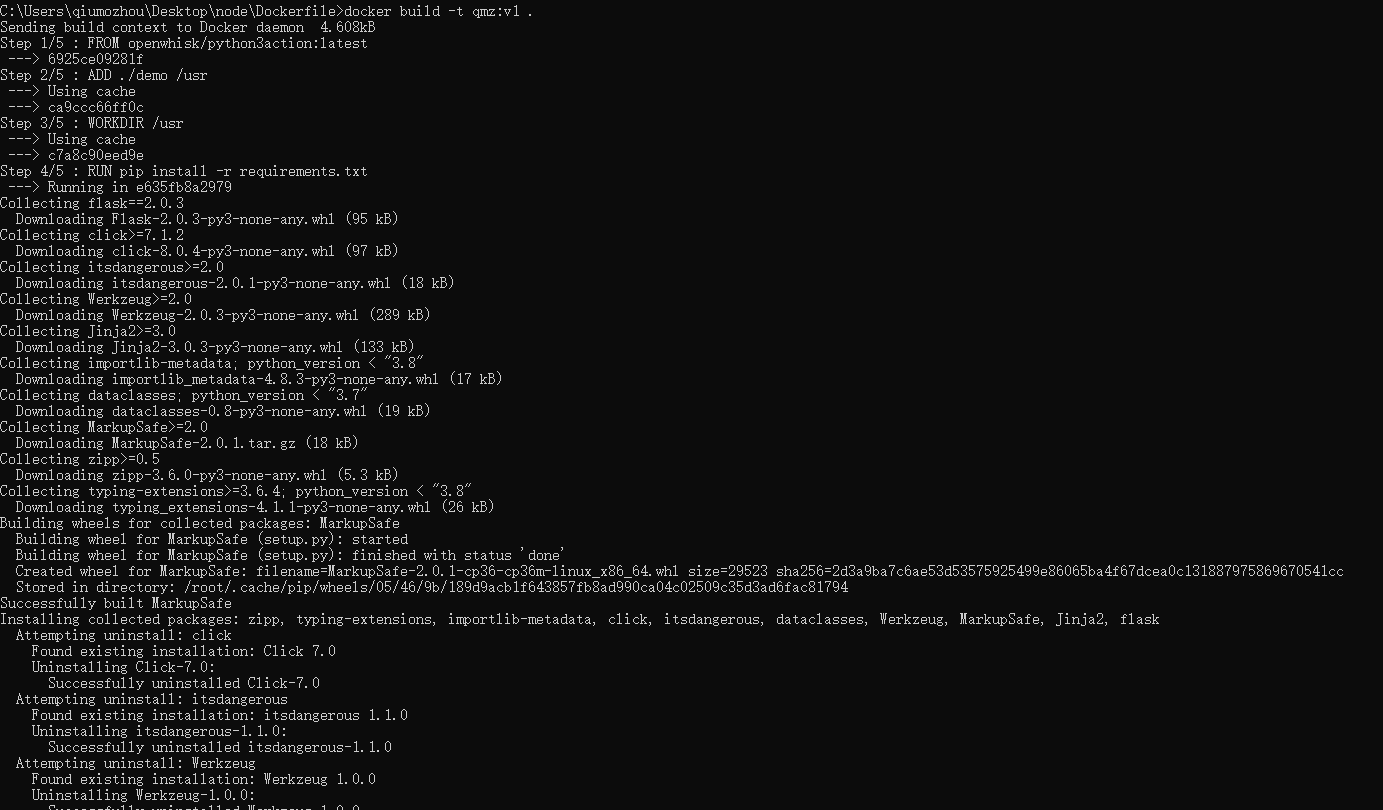 C:\Users\qiumozhou\Desktop\node\Dockerfile>docker build -t qmz:v1 .
Sending build context to Docker daemon  4.608kB
Step 1/5 : FROM openwhisk/python3action:latest
 ---> 6925ce09281f
Step 2/5 : ADD ./demo /usr
 ---> Using cache
 ---> ca9ccc66ff0c
Step 3/5 : WORKDIR /usr
 ---> Using cache
 ---> c7a8c90eed9e
Step 4/5 : RUN pip install -r requirements.txt
 ---> Running in e635fb8a2979
Collecting flask==2.0.3
  Downloading Flask-2.0.3-py3-none-any.whl (95 kB)
Collecting click>=7.1.2
  Downloading click-8.0.4-py3-none-any.whl (97 kB)
Collecting itsdangerous>=2.0
  Downloading itsdangerous-2.0.1-py3-none-any.whl (18 kB)
Collecting Werkzeug>=2.0
  Downloading Werkzeug-2.0.3-py3-none-any.whl (289 kB)
Collecting Jinja2>=3.0
  Downloading Jinja2-3.0.3-py3-none-any.whl (133 kB)
Collecting importlib-metadata; python_version < "3.8"
  Downloading importlib_metadata-4.8.3-py3-none-any.whl (17 kB)
Collecting dataclasses; python_version < "3.7"
  Downloading dataclasses-0.8-py3-none-any.whl (19 kB)
Collecting MarkupSafe>=2.0
  Downloading MarkupSafe-2.0.1.tar.gz (18 kB)
Collecting zipp>=0.5
  Downloading zipp-3.6.0-py3-none-any.whl (5.3 kB)
Collecting typing-extensions>=3.6.4; python_version < "3.8"
  Downloading typing_extensions-4.1.1-py3-none-any.whl (26 kB)
Building wheels for collected packages: MarkupSafe
  Building wheel for MarkupSafe (setup.py): started
  Building wheel for MarkupSafe (setup.py): finished with status 'done'
  Created wheel for MarkupSafe: filename=MarkupSafe-2.0.1-cp36-cp36m-linux_x86_64.whl size=29523 sha256=2d3a9ba7c6ae53d53575925499e86065ba4f67dcea0c131887975869670541cc
  Stored in directory: /root/.cache/pip/wheels/05/46/9b/189d9acb1f643857fb8ad990ca04c02509c35d3ad6fac81794
Successfully built MarkupSafe
Installing collected packages: zipp, typing-extensions, importlib-metadata, click, itsdangerous, dataclasses, Werkzeug, MarkupSafe, Jinja2, flask
  Attempting uninstall: click
    Found existing installation: Click 7.0
    Uninstalling Click-7.0:
      Successfully uninstalled Click-7.0
  Attempting uninstall: itsdangerous
    Found existing installation: itsdangerous 1.1.0
    Uninstalling itsdangerous-1.1.0:
      Successfully uninstalled itsdangerous-1.1.0
  Attempting uninstall: Werkzeug
    Found existing installation: Werkzeug 1.0.0
    Uninstalling Werkzeug-1.0.0:
      Successfully uninstalled Werkzeug-1.0.0